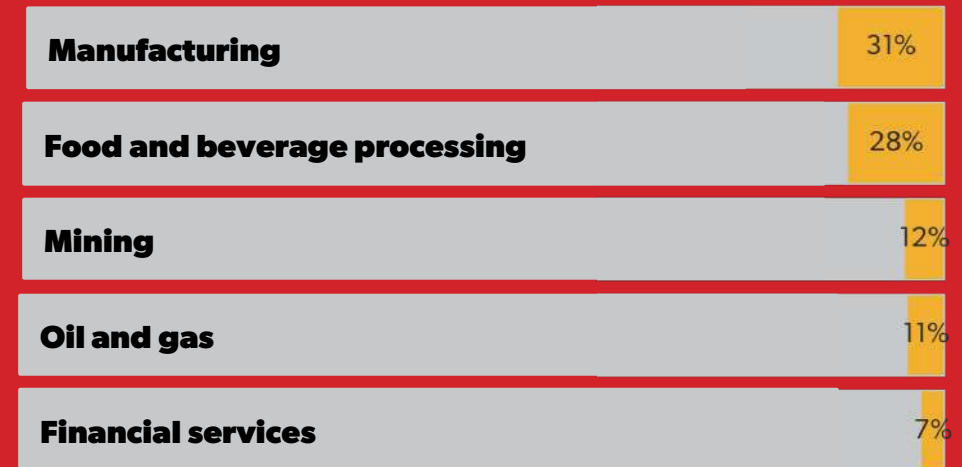 Manufacturing 31%
Food and beverage processing 28%
Mining 12%
Oil and gas 11%
Financial services 7%